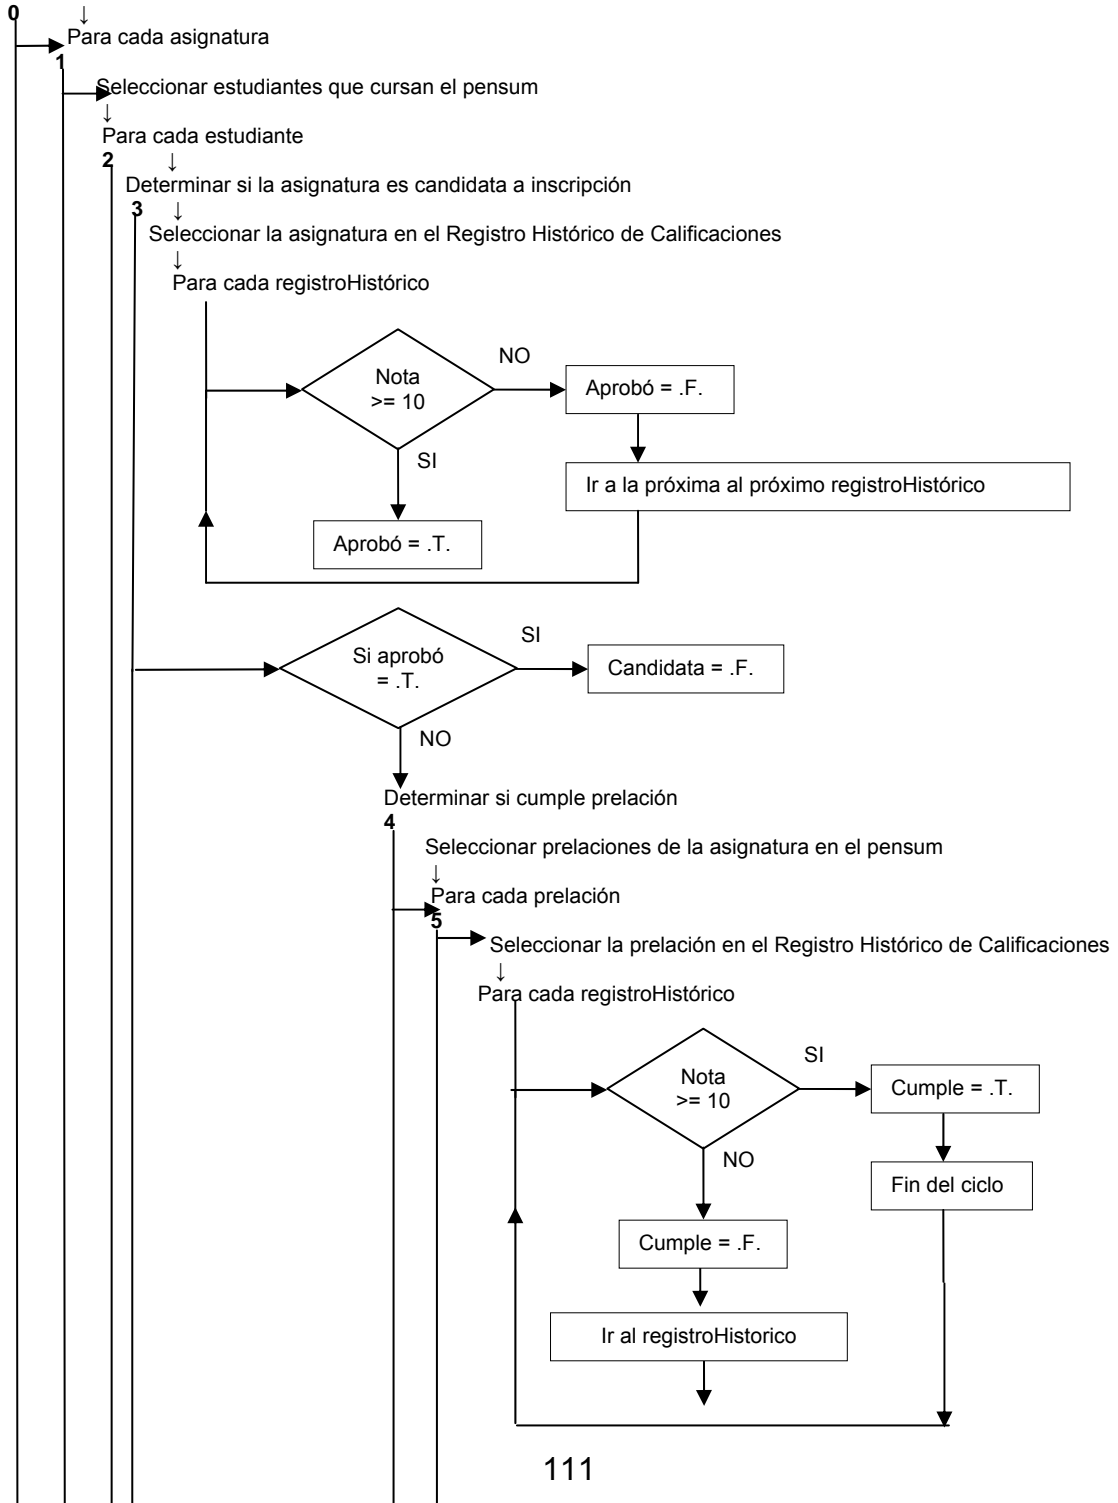 0
↓
Para cada asignatura
1
Seleccionar estudiantes que cursan el pensum
↓
Para cada estudiante
2
↓
Determinar si la asignatura es candidata a inscripción
3
↓
Seleccionar la asignatura en el Registro Histórico de Calificaciones
↓
Para cada registroHistórico
NO
Nota
>= 10
Aprobó = .F.
SI
Ir a la próxima al próximo registroHistórico
Aprobó = .T.
SI
Si aprobó
= .T.
Candidata = .F.
NO
Determinar si cumple prelación
4
Seleccionar prelaciones de la asignatura en el pensum
↓
Para cada prelación
5
Seleccionar la prelación en el Registro Histórico de Calificaciones
↓
Para cada registroHistórico
SI
Nota
>= 10
Cumple = .T.
NO
Fin del ciclo
Cumple = .F.
Ir al registroHistorico
111